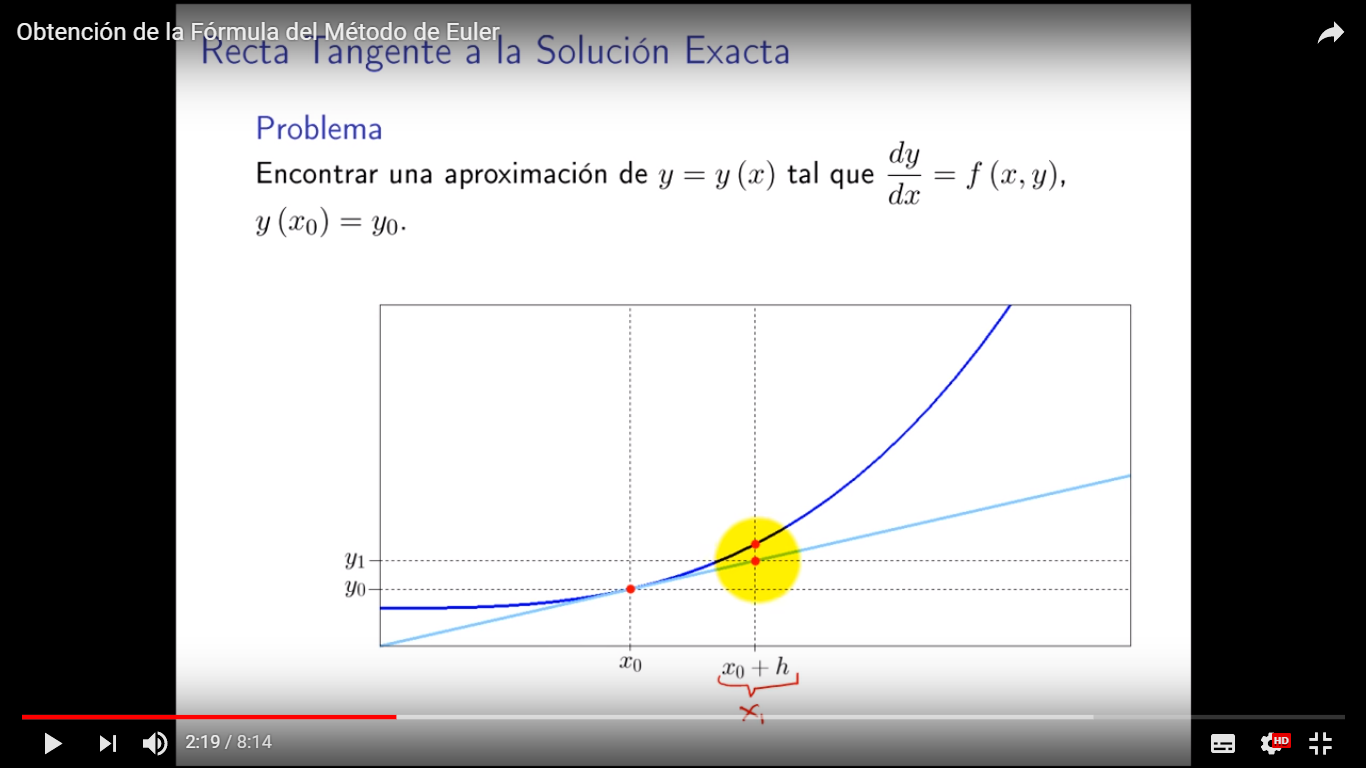 Obtención de la Fórmula del Método de Euler
Recta Tangente a la Solución Exacta
Problema
Encontrar una aproximación de y = y (x) tal que dy/dx = f (x, y),
y (x₀) = y₀.
y₁
y₀
x₀
x₀ + h
x₁
2:19 / 8:14
HD